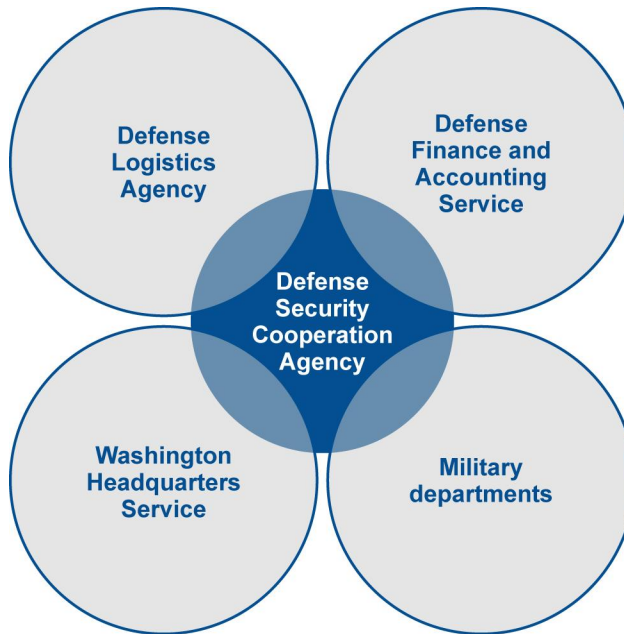 Defense
Logistics
Agency
Defense
Finance and
Accounting
Service
Defense
Security
Cooperation
Agency
Washington
Headquarters
Service
Military
departments